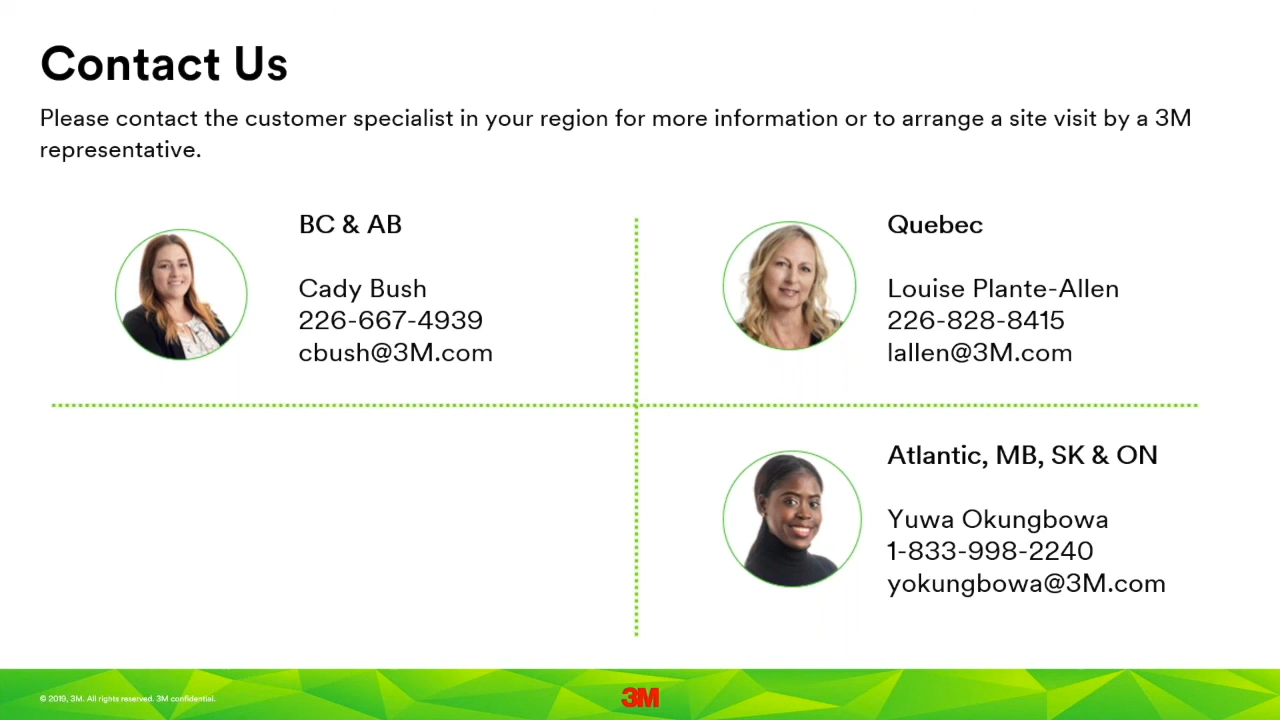 Contact Us
Please contact the customer specialist in your region for more information or to arrange a site visit by a 3M
representative.
BC & AB
Cady Bush
226-667-4939
cbush@3M.com
Quebec
Louise Plante-Allen
226-828-8415
lallen@3M.com
Atlantic, MB, SK & ON
Yuwa Okungbowa
1-833-998-2240
yokungbowa@3M.com
© 2019, 3M. All rights reserved. 3M confidential.
3M